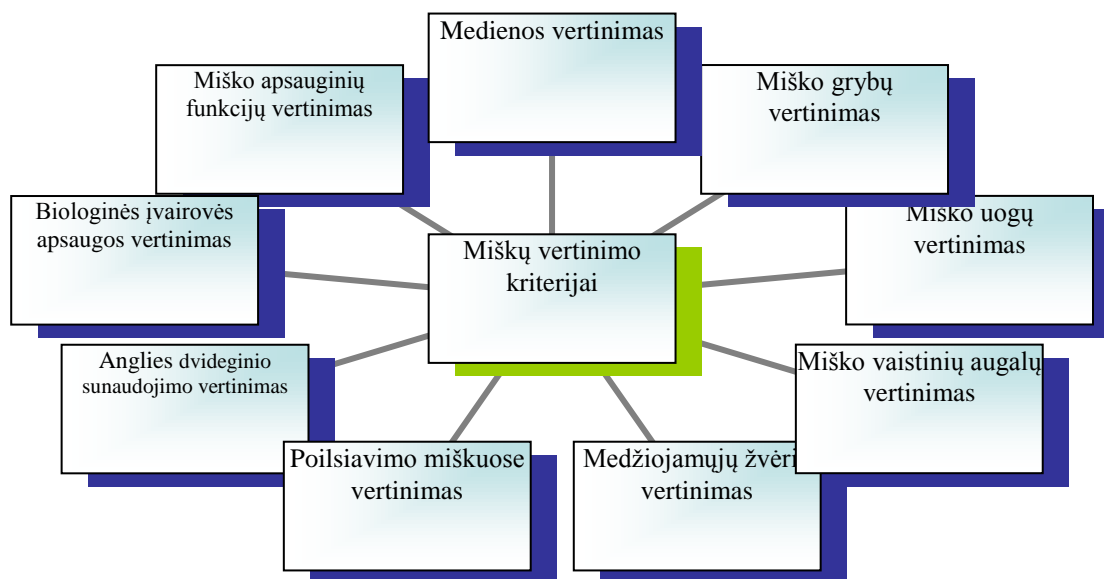 Medienos vertinimas
Miško apsauginių
funkcijų vertinimas
Miško grybų
vertinimas
Biologinės įvairovės
apsaugos vertinimas
Miško uogų
vertinimas
Miškų vertinimo
kriterijai
Anglies dvideginio
sunaudojimo vertinimas
Miško vaistinių augalų
vertinimas
Poilsiavimo miškuose
vertinimas
Medžiojamųjų
vertinimas